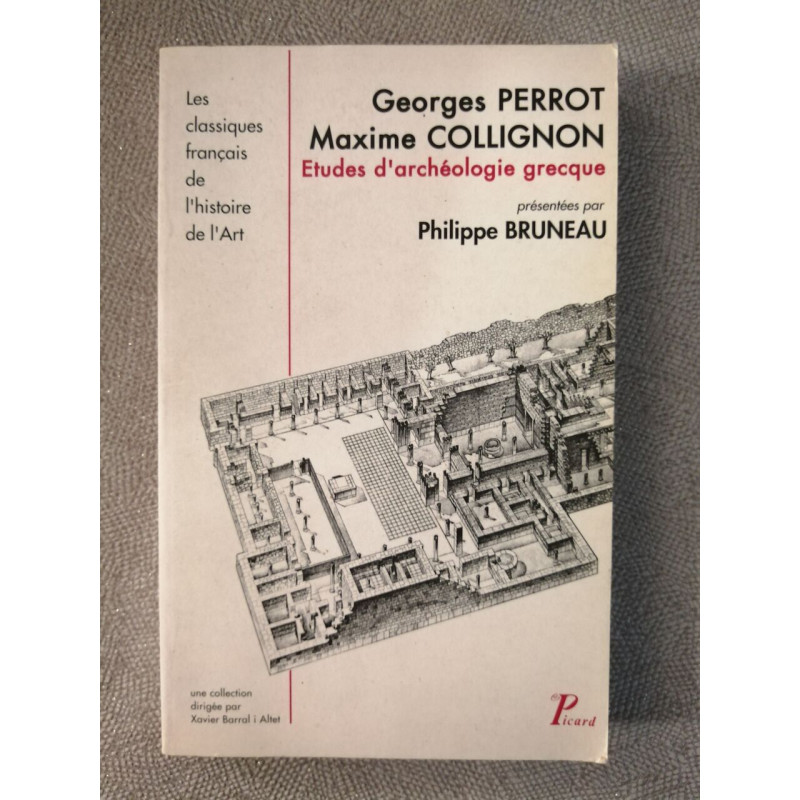 Les
classiques
français
de
l'histoire
de l'Art
Georges PERROT
Maxime COLLIGNON
Etudes d'archéologie grecque
présentées par
Philippe BRUNEAU
une collection
dirigée par
Xavier Barral i Altet
Picard